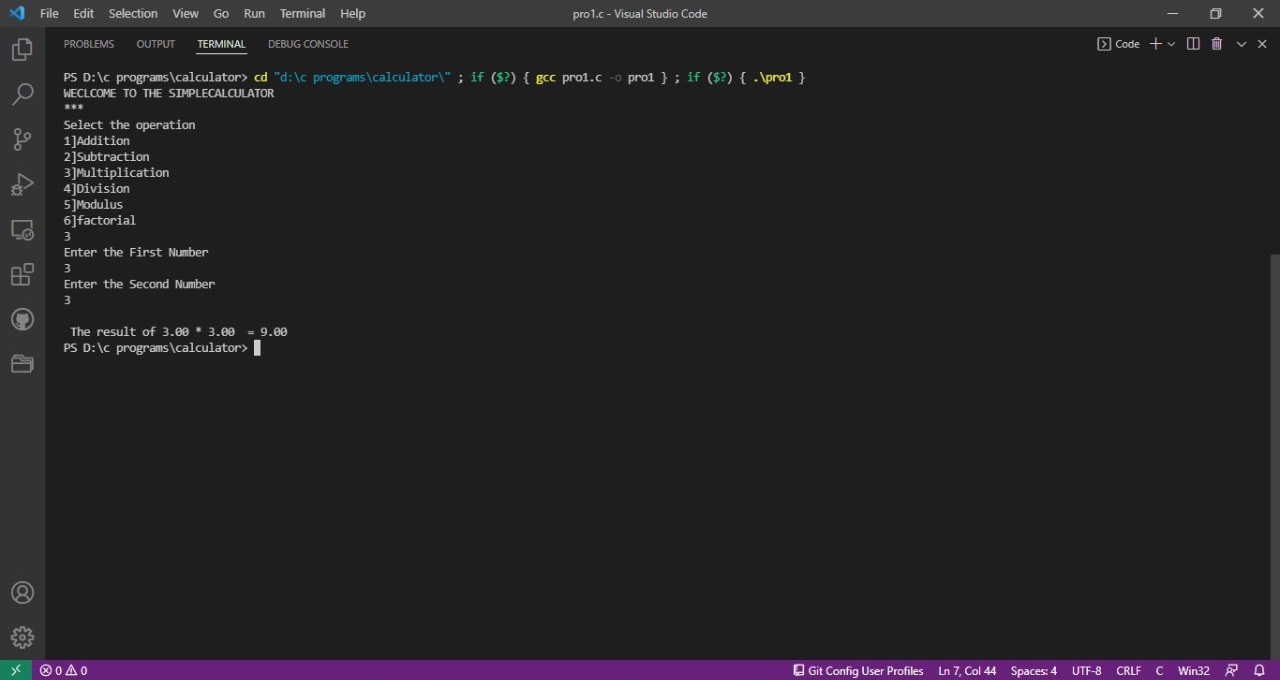 File Edit Selection View Go Run Terminal Help pro1.c - Visual Studio Code
PROBLEMS OUTPUT TERMINAL DEBUG CONSOLE Code
PS D:\c programs\calculator> cd "d:\c programs\calculator\" ; if ($?) { gcc pro1.c -o pro1 } ; if ($?) { .\pro1 }
WECLCOME TO THE SIMPLECALCULATOR
***
Select the operation
1]Addition
2]Subtraction
3]Multiplication
4]Division
5]Modulus
6]factorial
3
Enter the First Number
3
Enter the Second Number
3
The result of 3.00 * 3.00  = 9.00
PS D:\c programs\calculator>
0 0 Git Config User Profiles Ln 7, Col 44 Spaces: 4 UTF-8 CRLF C Win32